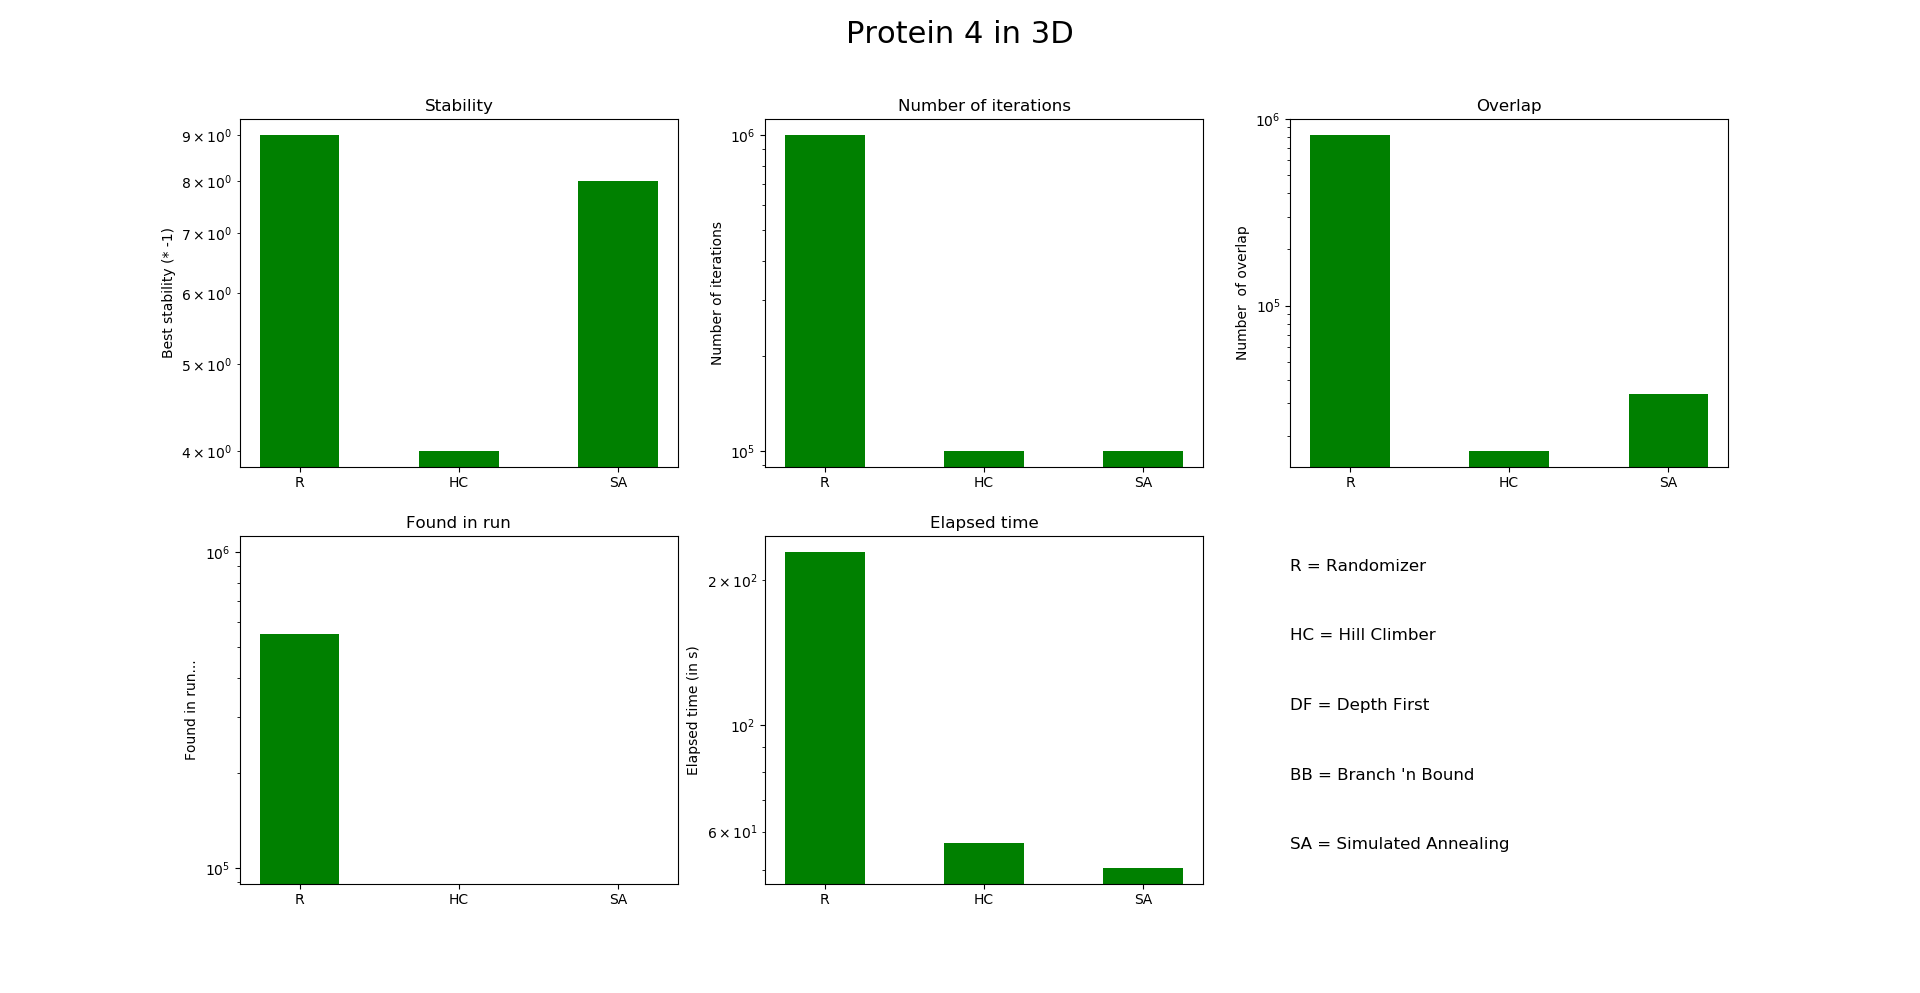 Protein 4 in 3D
Stability
Best stability (* -1)
9 × 10⁰
8 × 10⁰
7 × 10⁰
6 × 10⁰
5 × 10⁰
4 × 10⁰
R HC SA
Number of iterations
Number of iterations
10⁶
10⁵
R HC SA
Overlap
Number of overlap
10⁶
10⁵
R HC SA
Found in run
Found in run...
10⁶
10⁵
R HC SA
Elapsed time
Elapsed time (in s)
2 × 10²
10²
6 × 10¹
R HC SA
R = Randomizer
HC = Hill Climber
DF = Depth First
BB = Branch 'n Bound
SA = Simulated Annealing